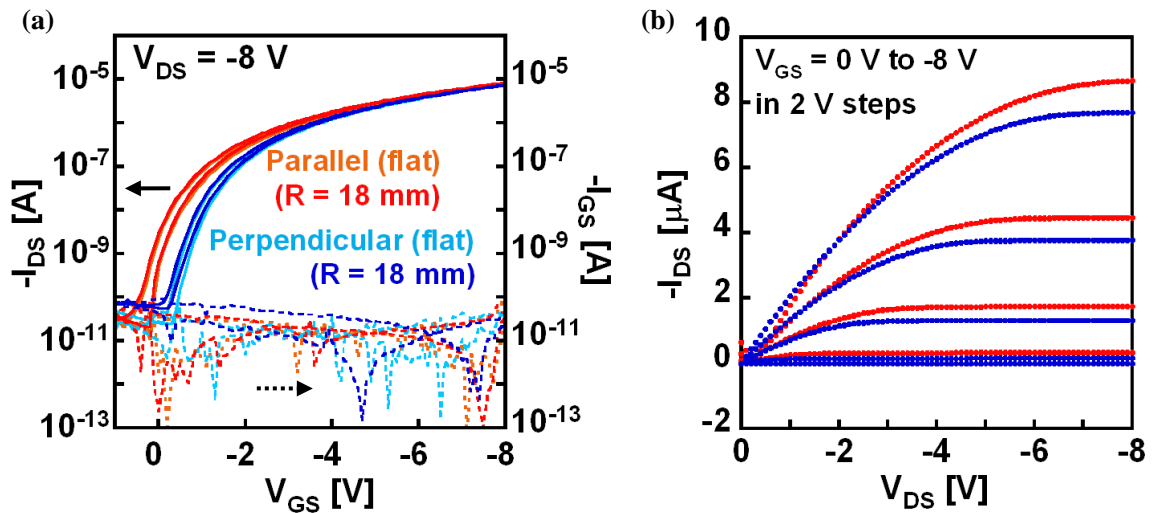 (a)
V_DS = -8 V
10^-5
10^-7
10^-9
10^-11
10^-13
-I_DS [A]
Parallel (flat)
(R = 18 mm)
Perpendicular (flat)
(R = 18 mm)
10^-5
10^-7
10^-9
10^-11
10^-13
-I_GS [A]
0 -2 -4 -6 -8
V_GS [V]
(b)
V_GS = 0 V to -8 V
in 2 V steps
10
8
6
4
2
0
-2
-I_DS [μA]
0 -2 -4 -6 -8
V_DS [V]